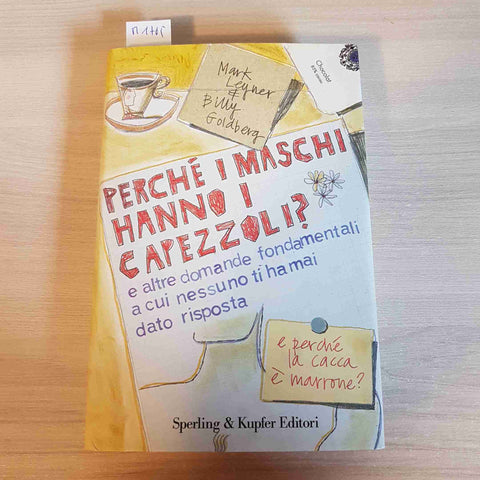 Mark
Leyner
&
Billy
Goldberg
Chocolat
PERCHÉ I MASCHI
HANNO I
CAPEZZOLI?
e altre domande fondamentali
a cui nessuno ti ha mai
dato risposta
e perché
la cacca
è marrone?
Sperling & Kupfer Editori